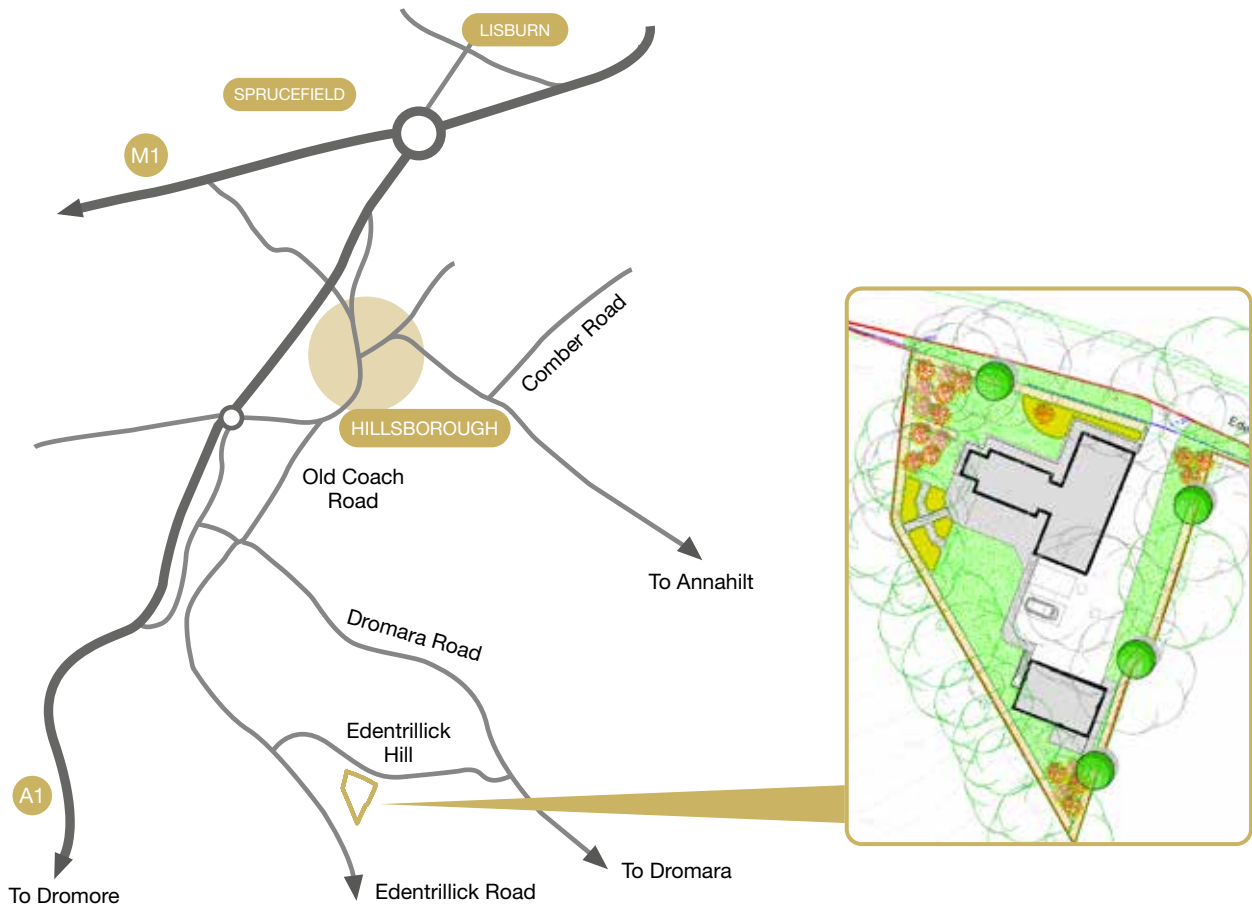 LISBURN
SPRUCEFIELD
M1
Comber Road
HILLSBOROUGH
Old Coach
Road
To Annahilt
Dromara Road
Edentrillick
Hill
A1
To Dromara
To Dromore
Edentrillick Road